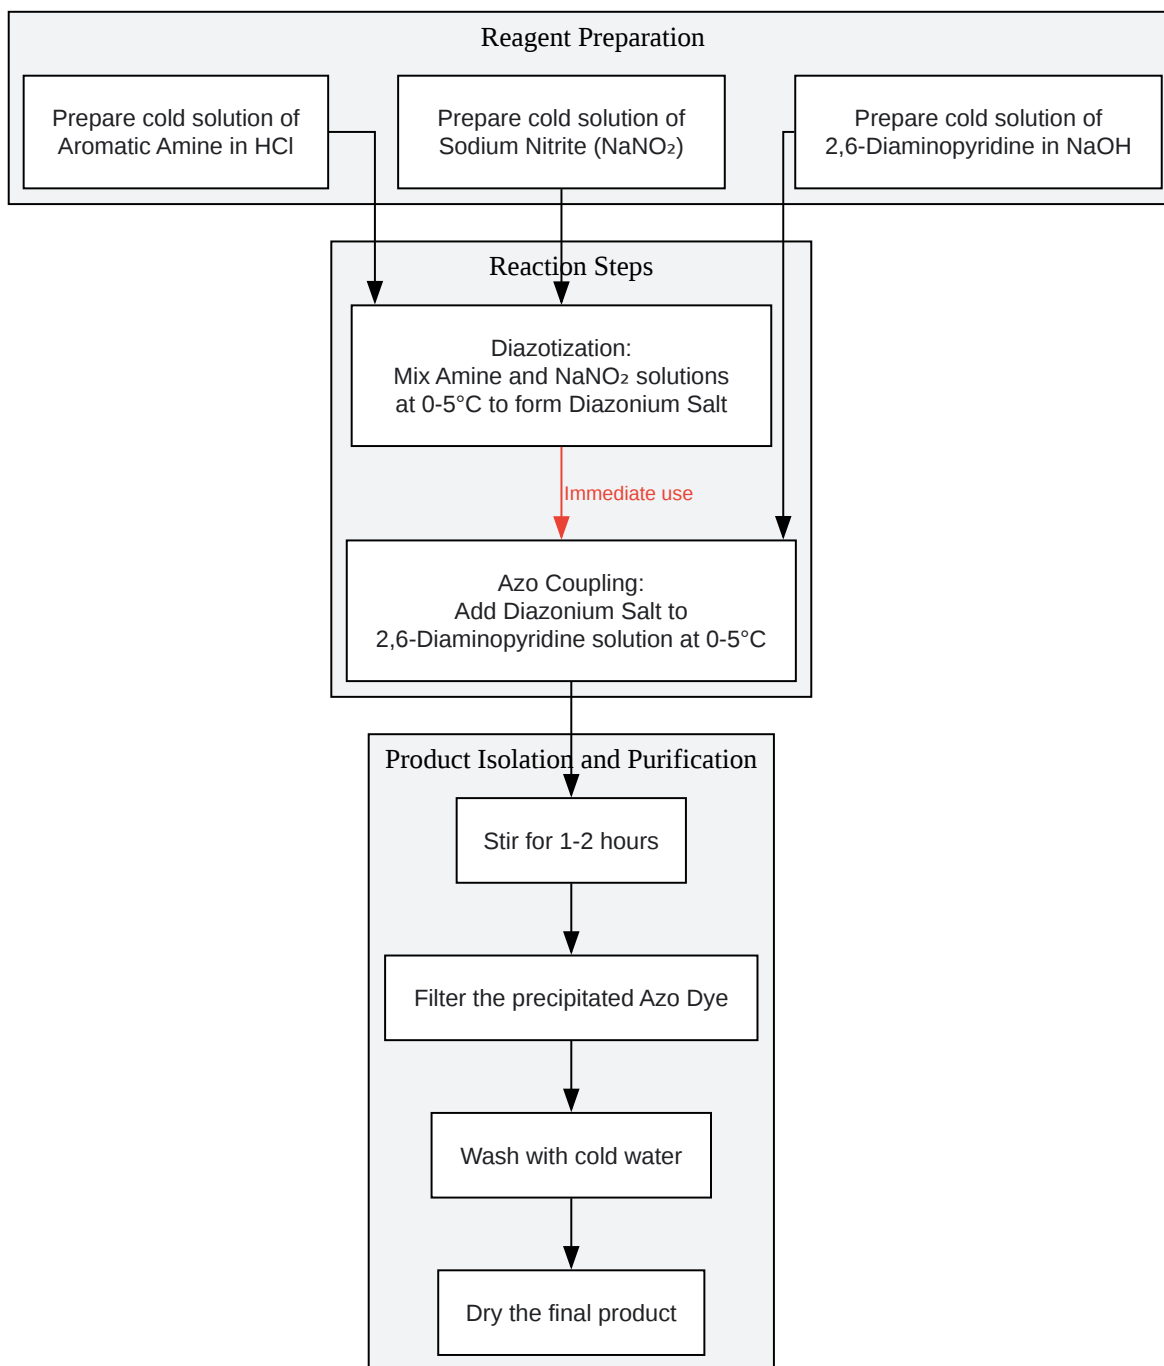 Reagent Preparation
Prepare cold solution of
Aromatic Amine in HCl
Prepare cold solution of
Sodium Nitrite (NaNO₂)
Prepare cold solution of
2,6-Diaminopyridine in NaOH
Reaction Steps
Diazotization:
Mix Amine and NaNO₂ solutions
at 0-5°C to form Diazonium Salt
Immediate use
Azo Coupling:
Add Diazonium Salt to
2,6-Diaminopyridine solution at 0-5°C
Product Isolation and Purification
Stir for 1-2 hours
Filter the precipitated Azo Dye
Wash with cold water
Dry the final product